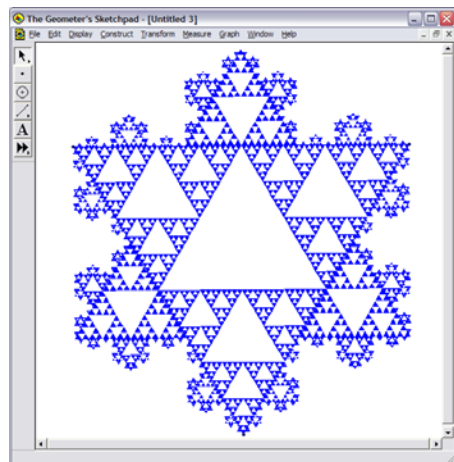 The Geometer's Sketchpad - [Untitled 3]
File Edit Display Construct Transform Measure Graph Window Help
A